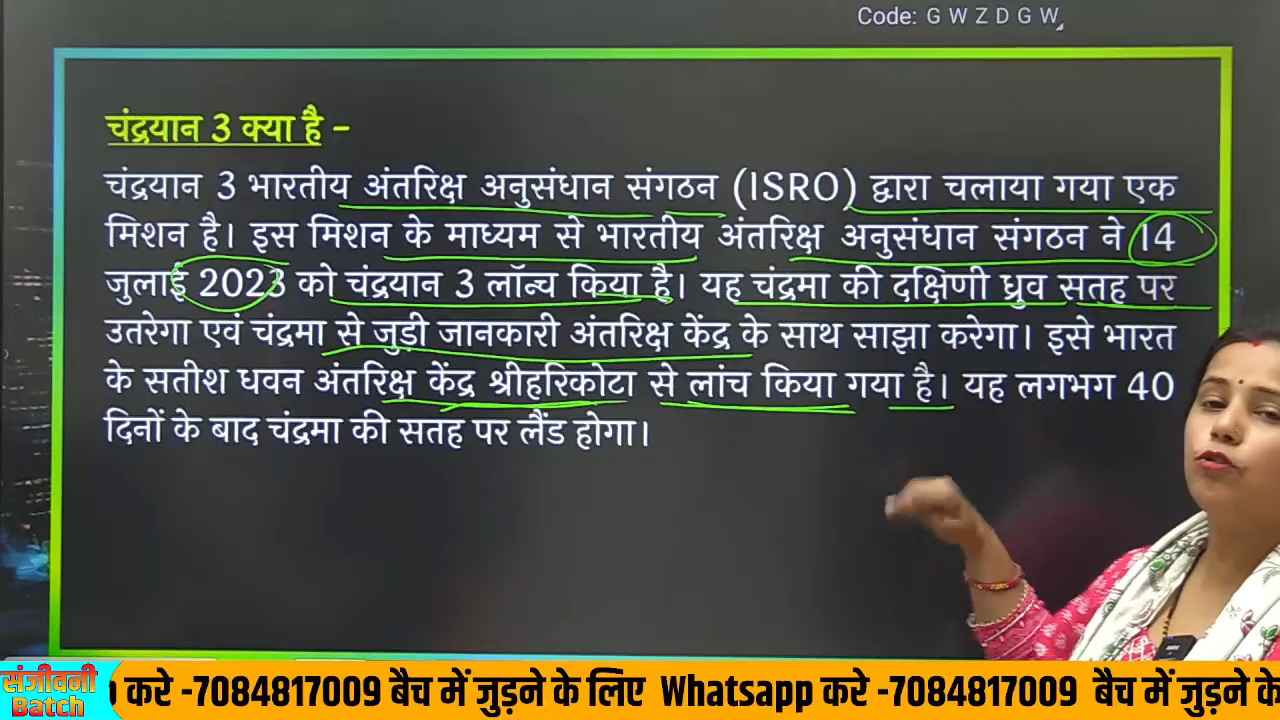 Code: G W Z D G W
चंद्रयान 3 क्या है -
चंद्रयान 3 भारतीय अंतरिक्ष अनुसंधान संगठन (ISRO) द्वारा चलाया गया एक
मिशन है। इस मिशन के माध्यम से भारतीय अंतरिक्ष अनुसंधान संगठन ने 14
जुलाई 2023 को चंद्रयान 3 लॉन्च किया है। यह चंद्रमा की दक्षिणी ध्रुव सतह पर
उतरेगा एवं चंद्रमा से जुड़ी जानकारी अंतरिक्ष केंद्र के साथ साझा करेगा। इसे भारत
के सतीश धवन अंतरिक्ष केंद्र श्रीहरिकोटा से लांच किया गया है। यह लगभग 40
दिनों के बाद चंद्रमा की सतह पर लैंड होगा।
संजीवनी
Batch
करे -7084817009 बैच में जुड़ने के लिए Whatsapp करे -7084817009 बैच में जुड़ने के